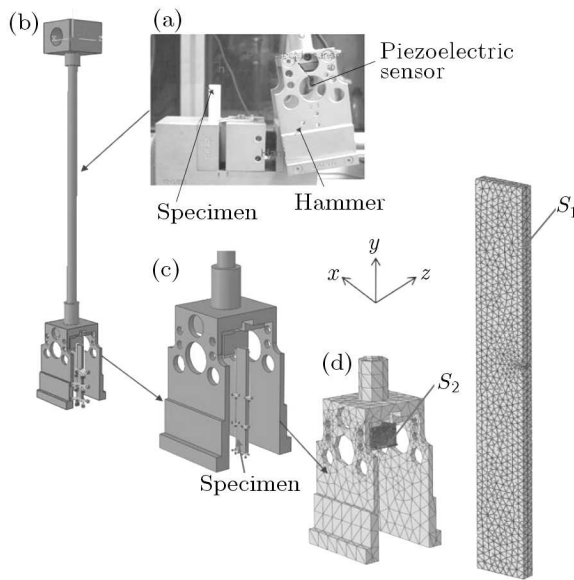 (a)
(b)
Piezoelectric
sensor
Specimen
Hammer
S₁
(c)
y
x
z
(d)
S₂
Specimen